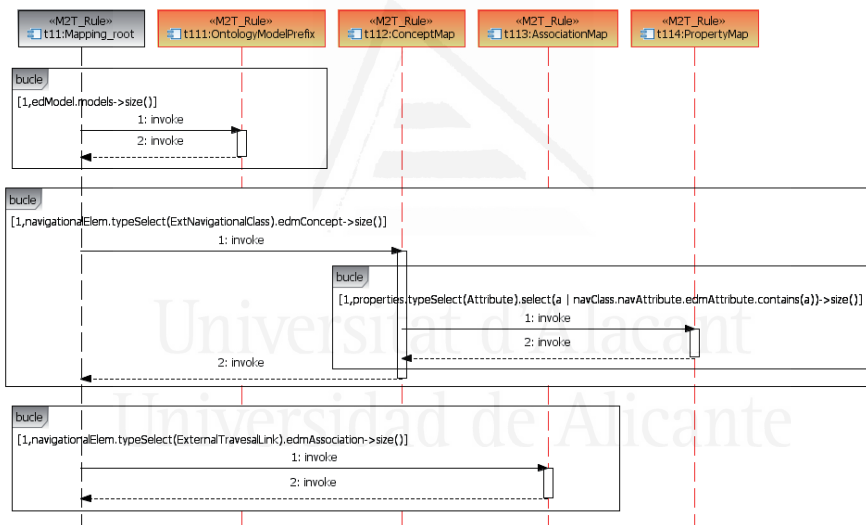 «M2T_Rule»
t11:Mapping_root
«M2T_Rule»
t111:OntologyModelPrefix
«M2T_Rule»
t112:ConceptMap
«M2T_Rule»
t113:AssociationMap
«M2T_Rule»
t114:PropertyMap
bucle
[1,edModel.models->size()]
1: invoke
2: invoke
bucle
[1,navigationalElem.typeSelect(ExtNavigationalClass).edmConcept->size()]
1: invoke
bucle
[1,properties.typeSelect(Attribute).select(a | navClass.navAttribute.edmAttribute.contains(a))->size()]
1: invoke
2: invoke
2: invoke
bucle
[1,navigationalElem.typeSelect(ExternalTravesalLink).edmAssociation->size()]
1: invoke
2: invoke
Universitat d'Alacant
Universidad de Alicante